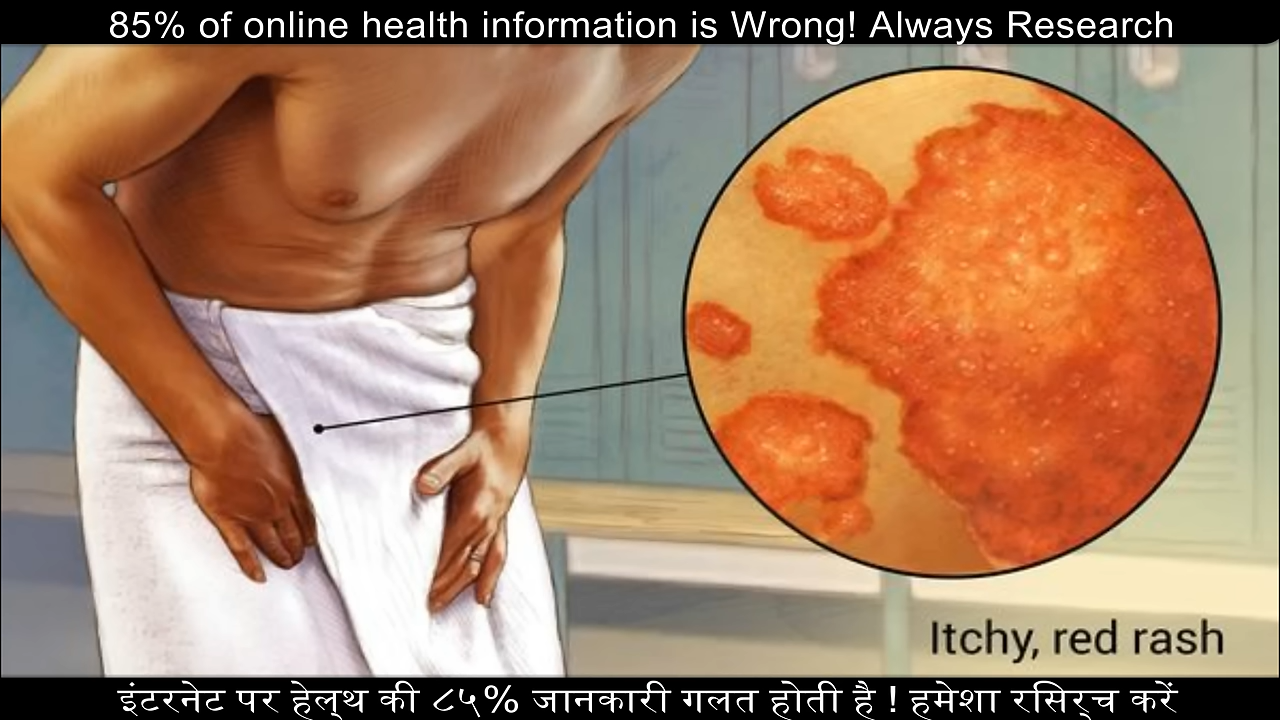 85% of online health information is Wrong! Always Research
Itchy, red rash
इंटरनेट पर हेल्थ की ८५% जानकारी गलत होती है ! हमेशा रसिर्च करें